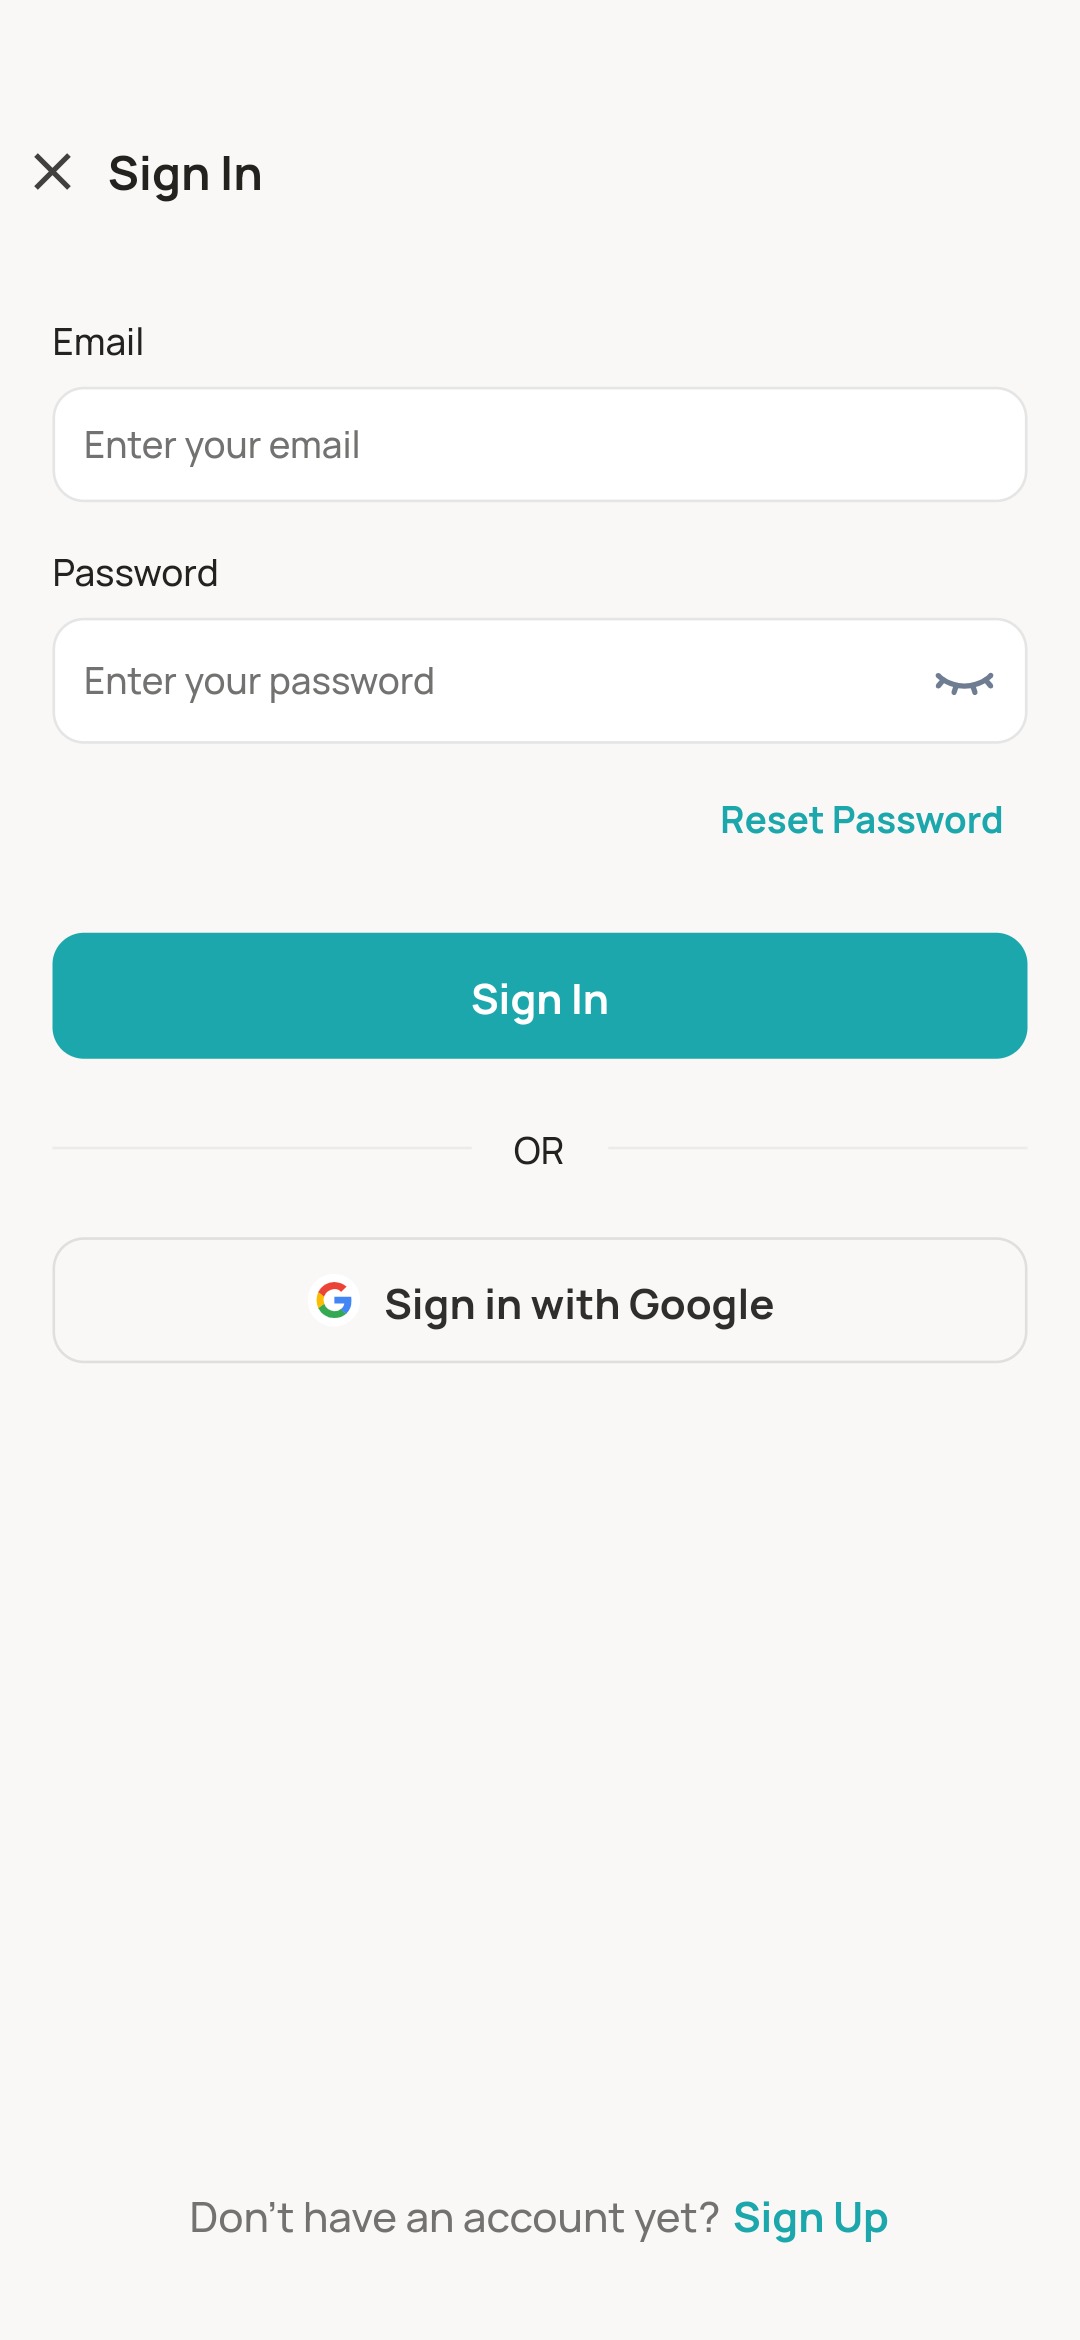 Sign In
Email
Enter your email
Password
Enter your password
Reset Password
Sign In
OR
Sign in with Google
Don’t have an account yet? Sign Up